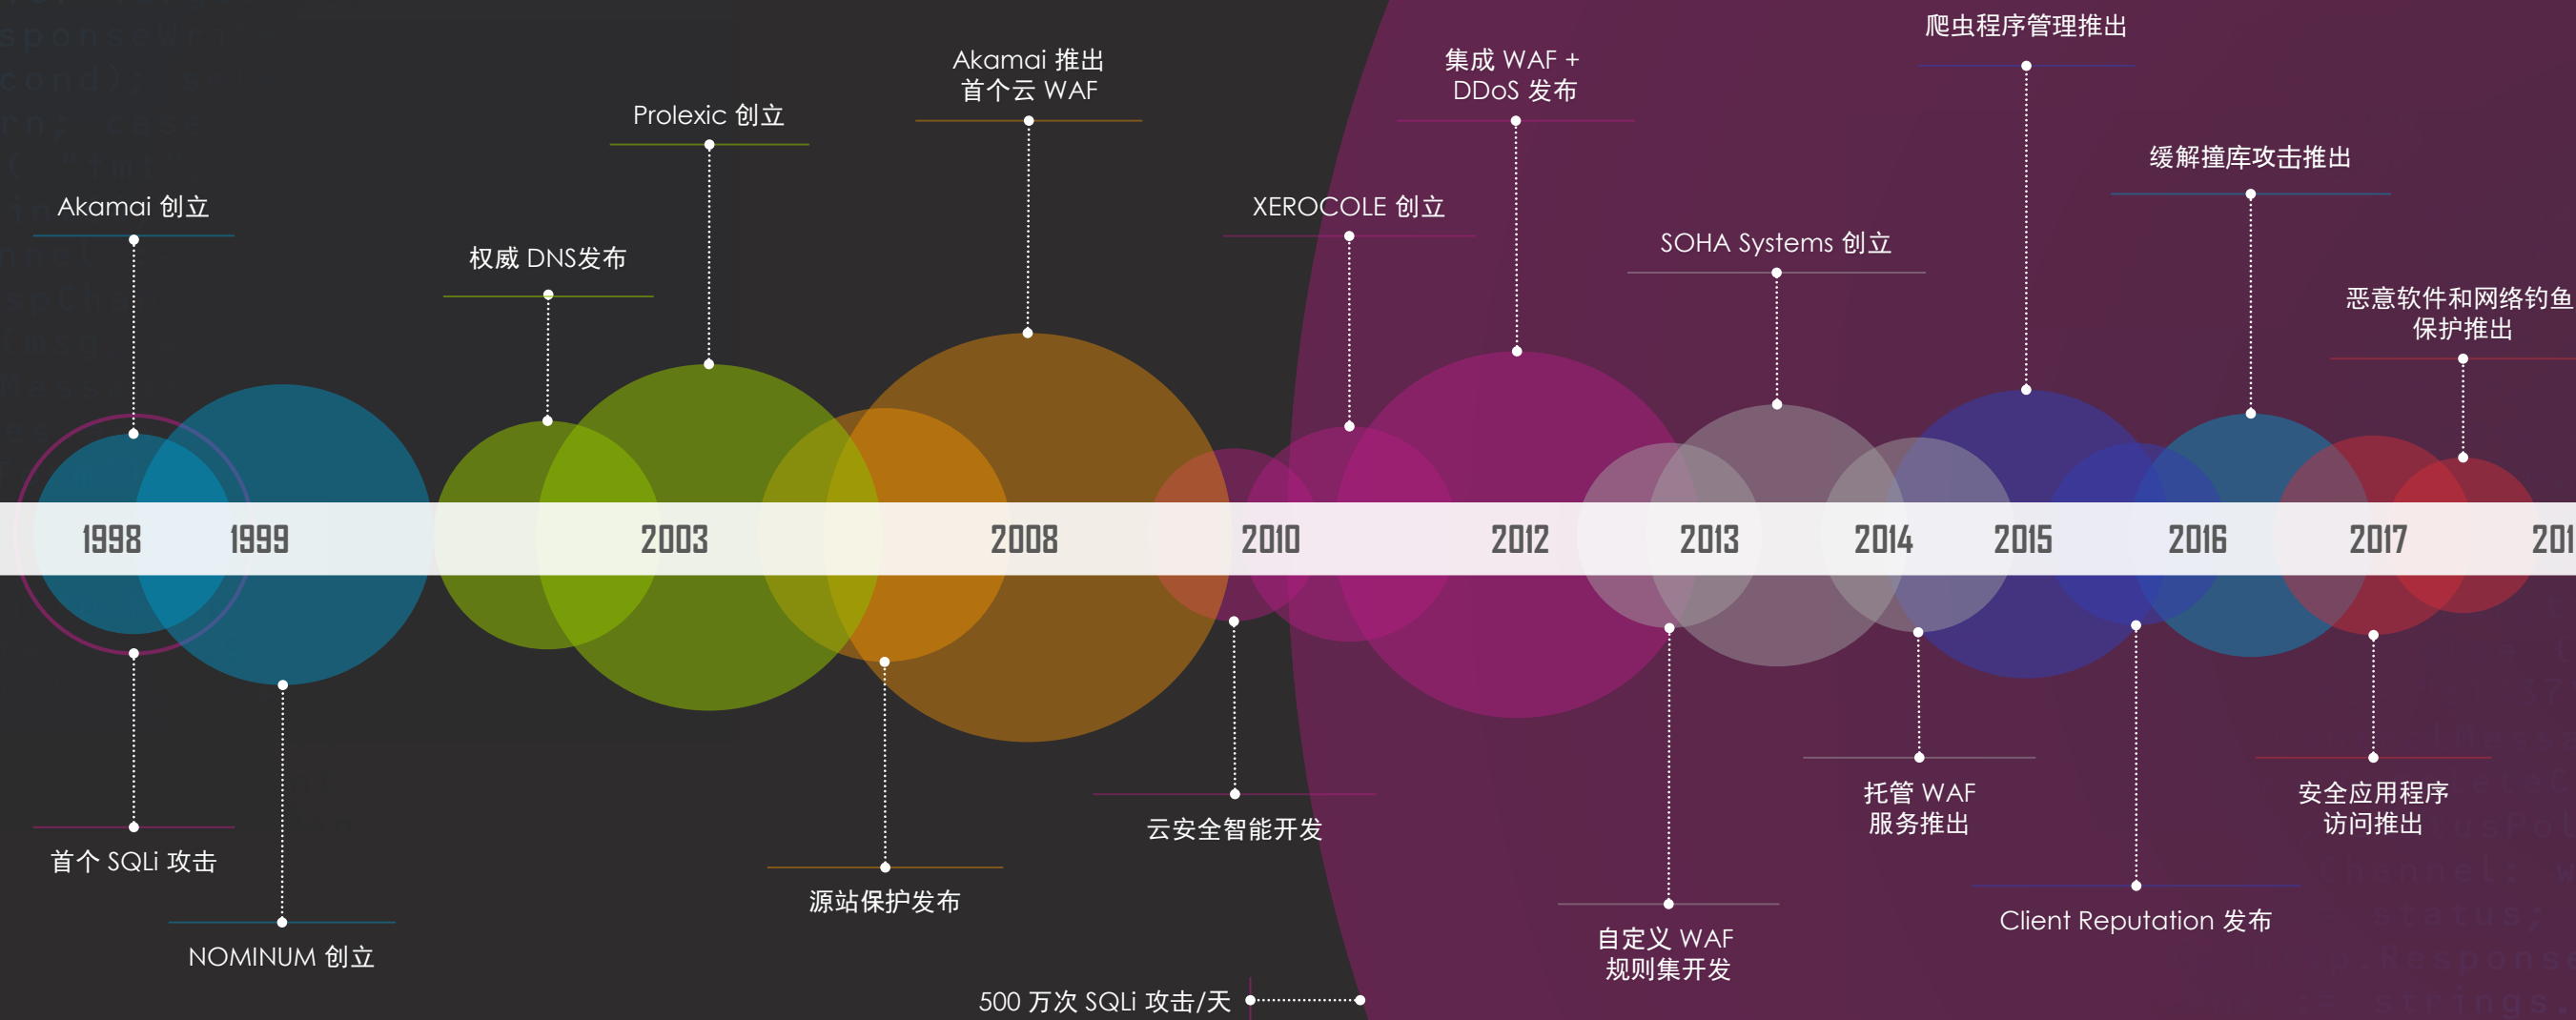 爬虫程序管理推出
Akamai 推出
首个云 WAF
集成 WAF +
DDoS 发布
Prolexic 创立
缓解撞库攻击推出
Akamai 创立
XEROCOLE 创立
SOHA Systems 创立
权威 DNS发布
恶意软件和网络钓鱼
保护推出
1998
1999
2003
2008
2010
2012
2013
2014
2015
2016
2017
201
托管 WAF
服务推出
安全应用程序
访问推出
云安全智能开发
首个 SQLi 攻击
源站保护发布
Client Reputation 发布
自定义 WAF
规则集开发
NOMINUM 创立
500 万次 SQLi 攻击/天